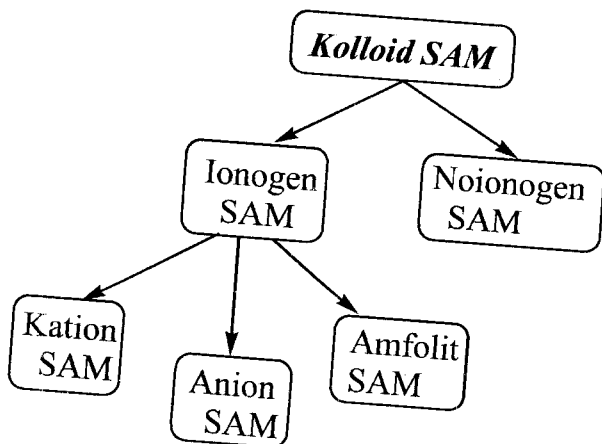 Kolloid SAM
Ionogen
SAM
Noionogen
SAM
Kation
SAM
Anion
SAM
Amfolit
SAM